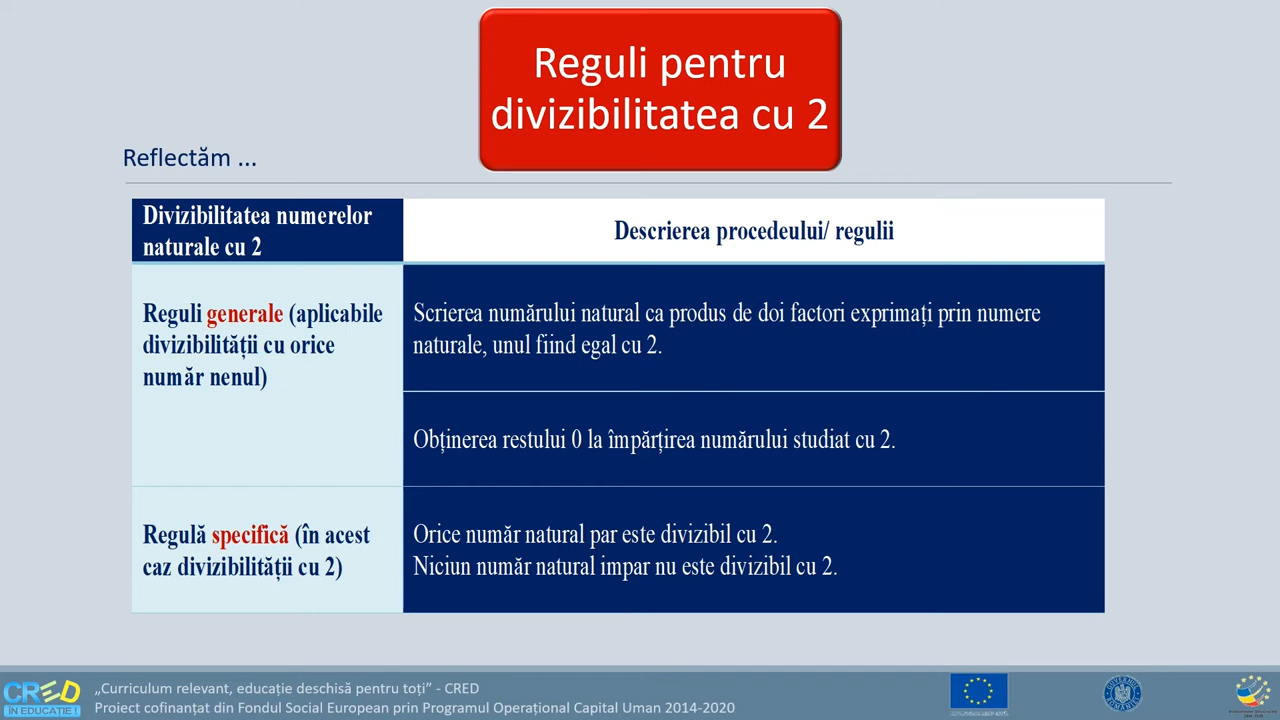 Reguli pentru
divizibilitatea cu 2
Reflectăm ...
Divizibilitatea numerelor
naturale cu 2
Descrierea procedeului/ regulii
Reguli generale (aplicabile
divizibilității cu orice
număr nenul)
Scrierea numărului natural ca produs de doi factori exprimați prin numere
naturale, unul fiind egal cu 2.
Obținerea restului 0 la împărțirea numărului studiat cu 2.
Regulă specifică (în acest
caz divizibilității cu 2)
Orice număr natural par este divizibil cu 2.
Niciun număr natural impar nu este divizibil cu 2.
CRED
ÎN EDUCAȚIE !
„Curriculum relevant, educație deschisă pentru toți” - CRED
Proiect cofinanțat din Fondul Social European prin Programul Operațional Capital Uman 2014-2020